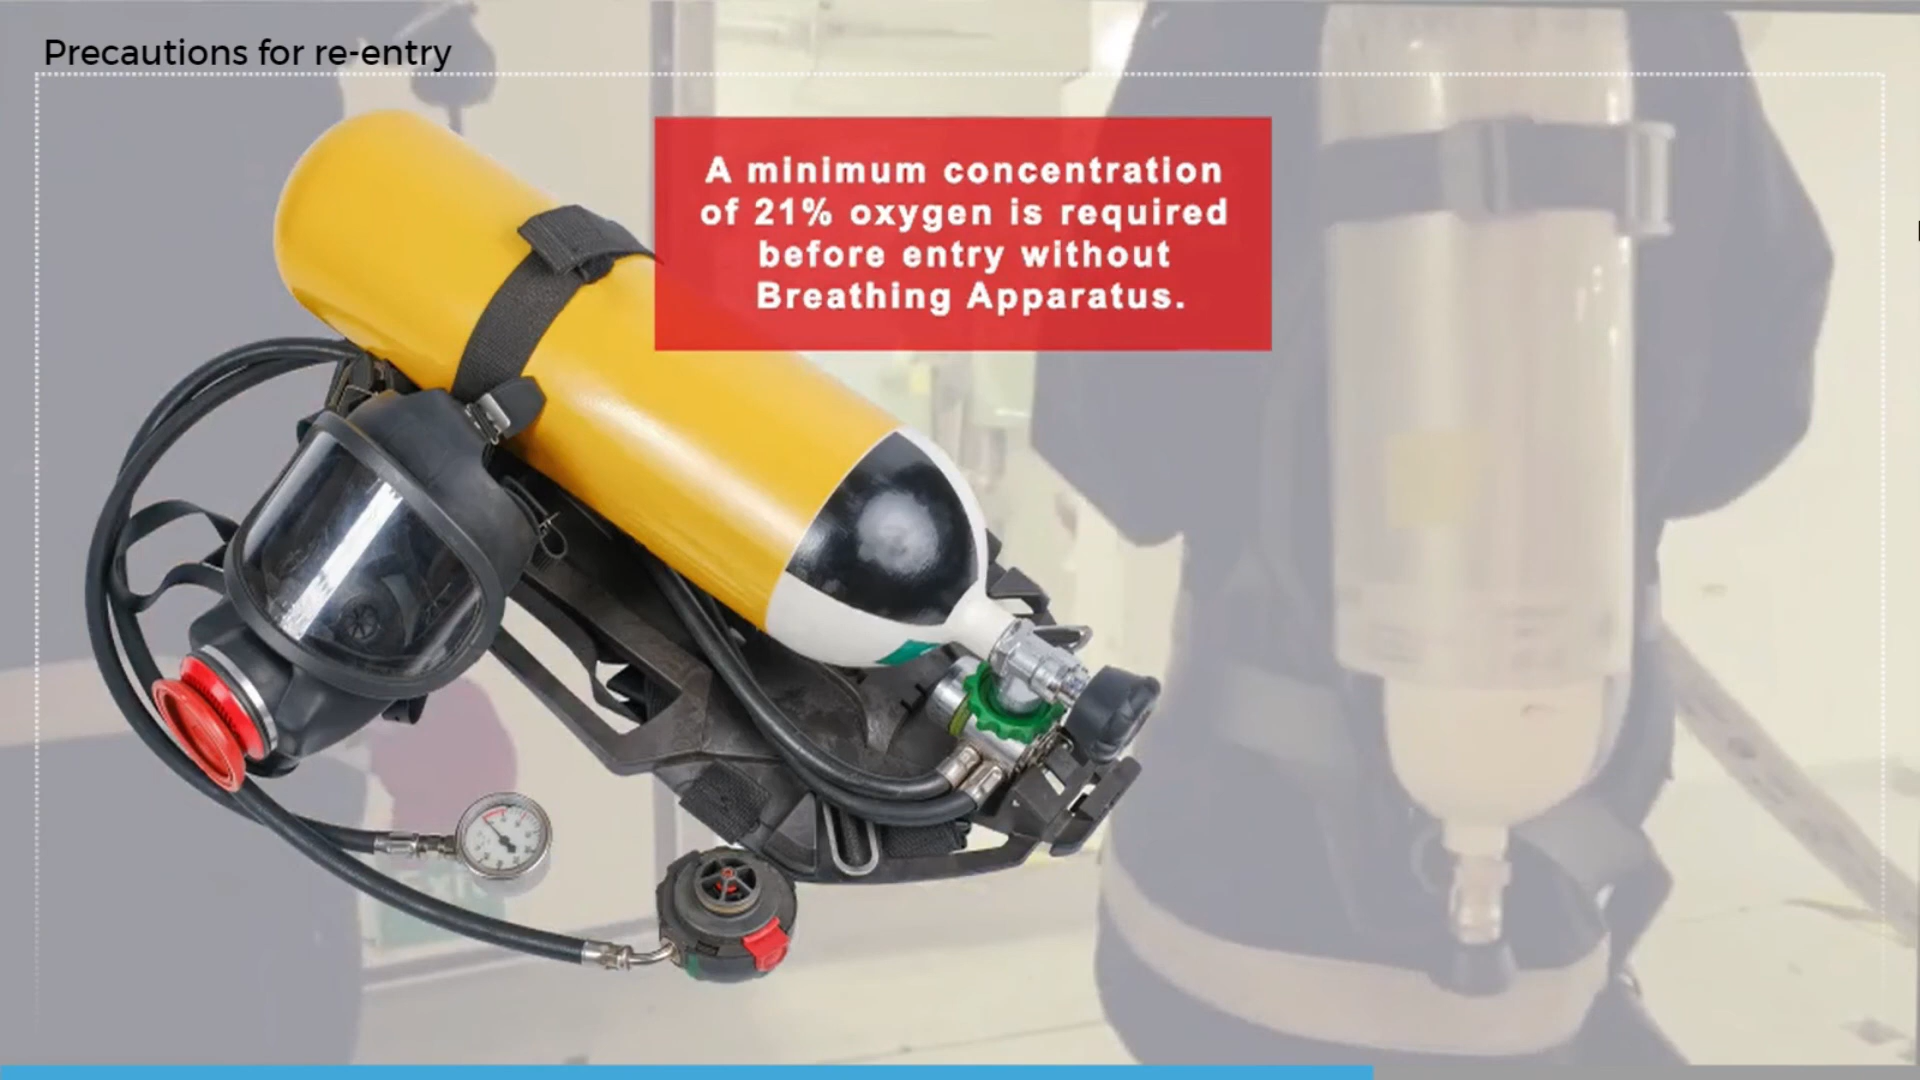 Precautions for re-entry
A minimum concentration
of 21% oxygen is required
before entry without
Breathing Apparatus.